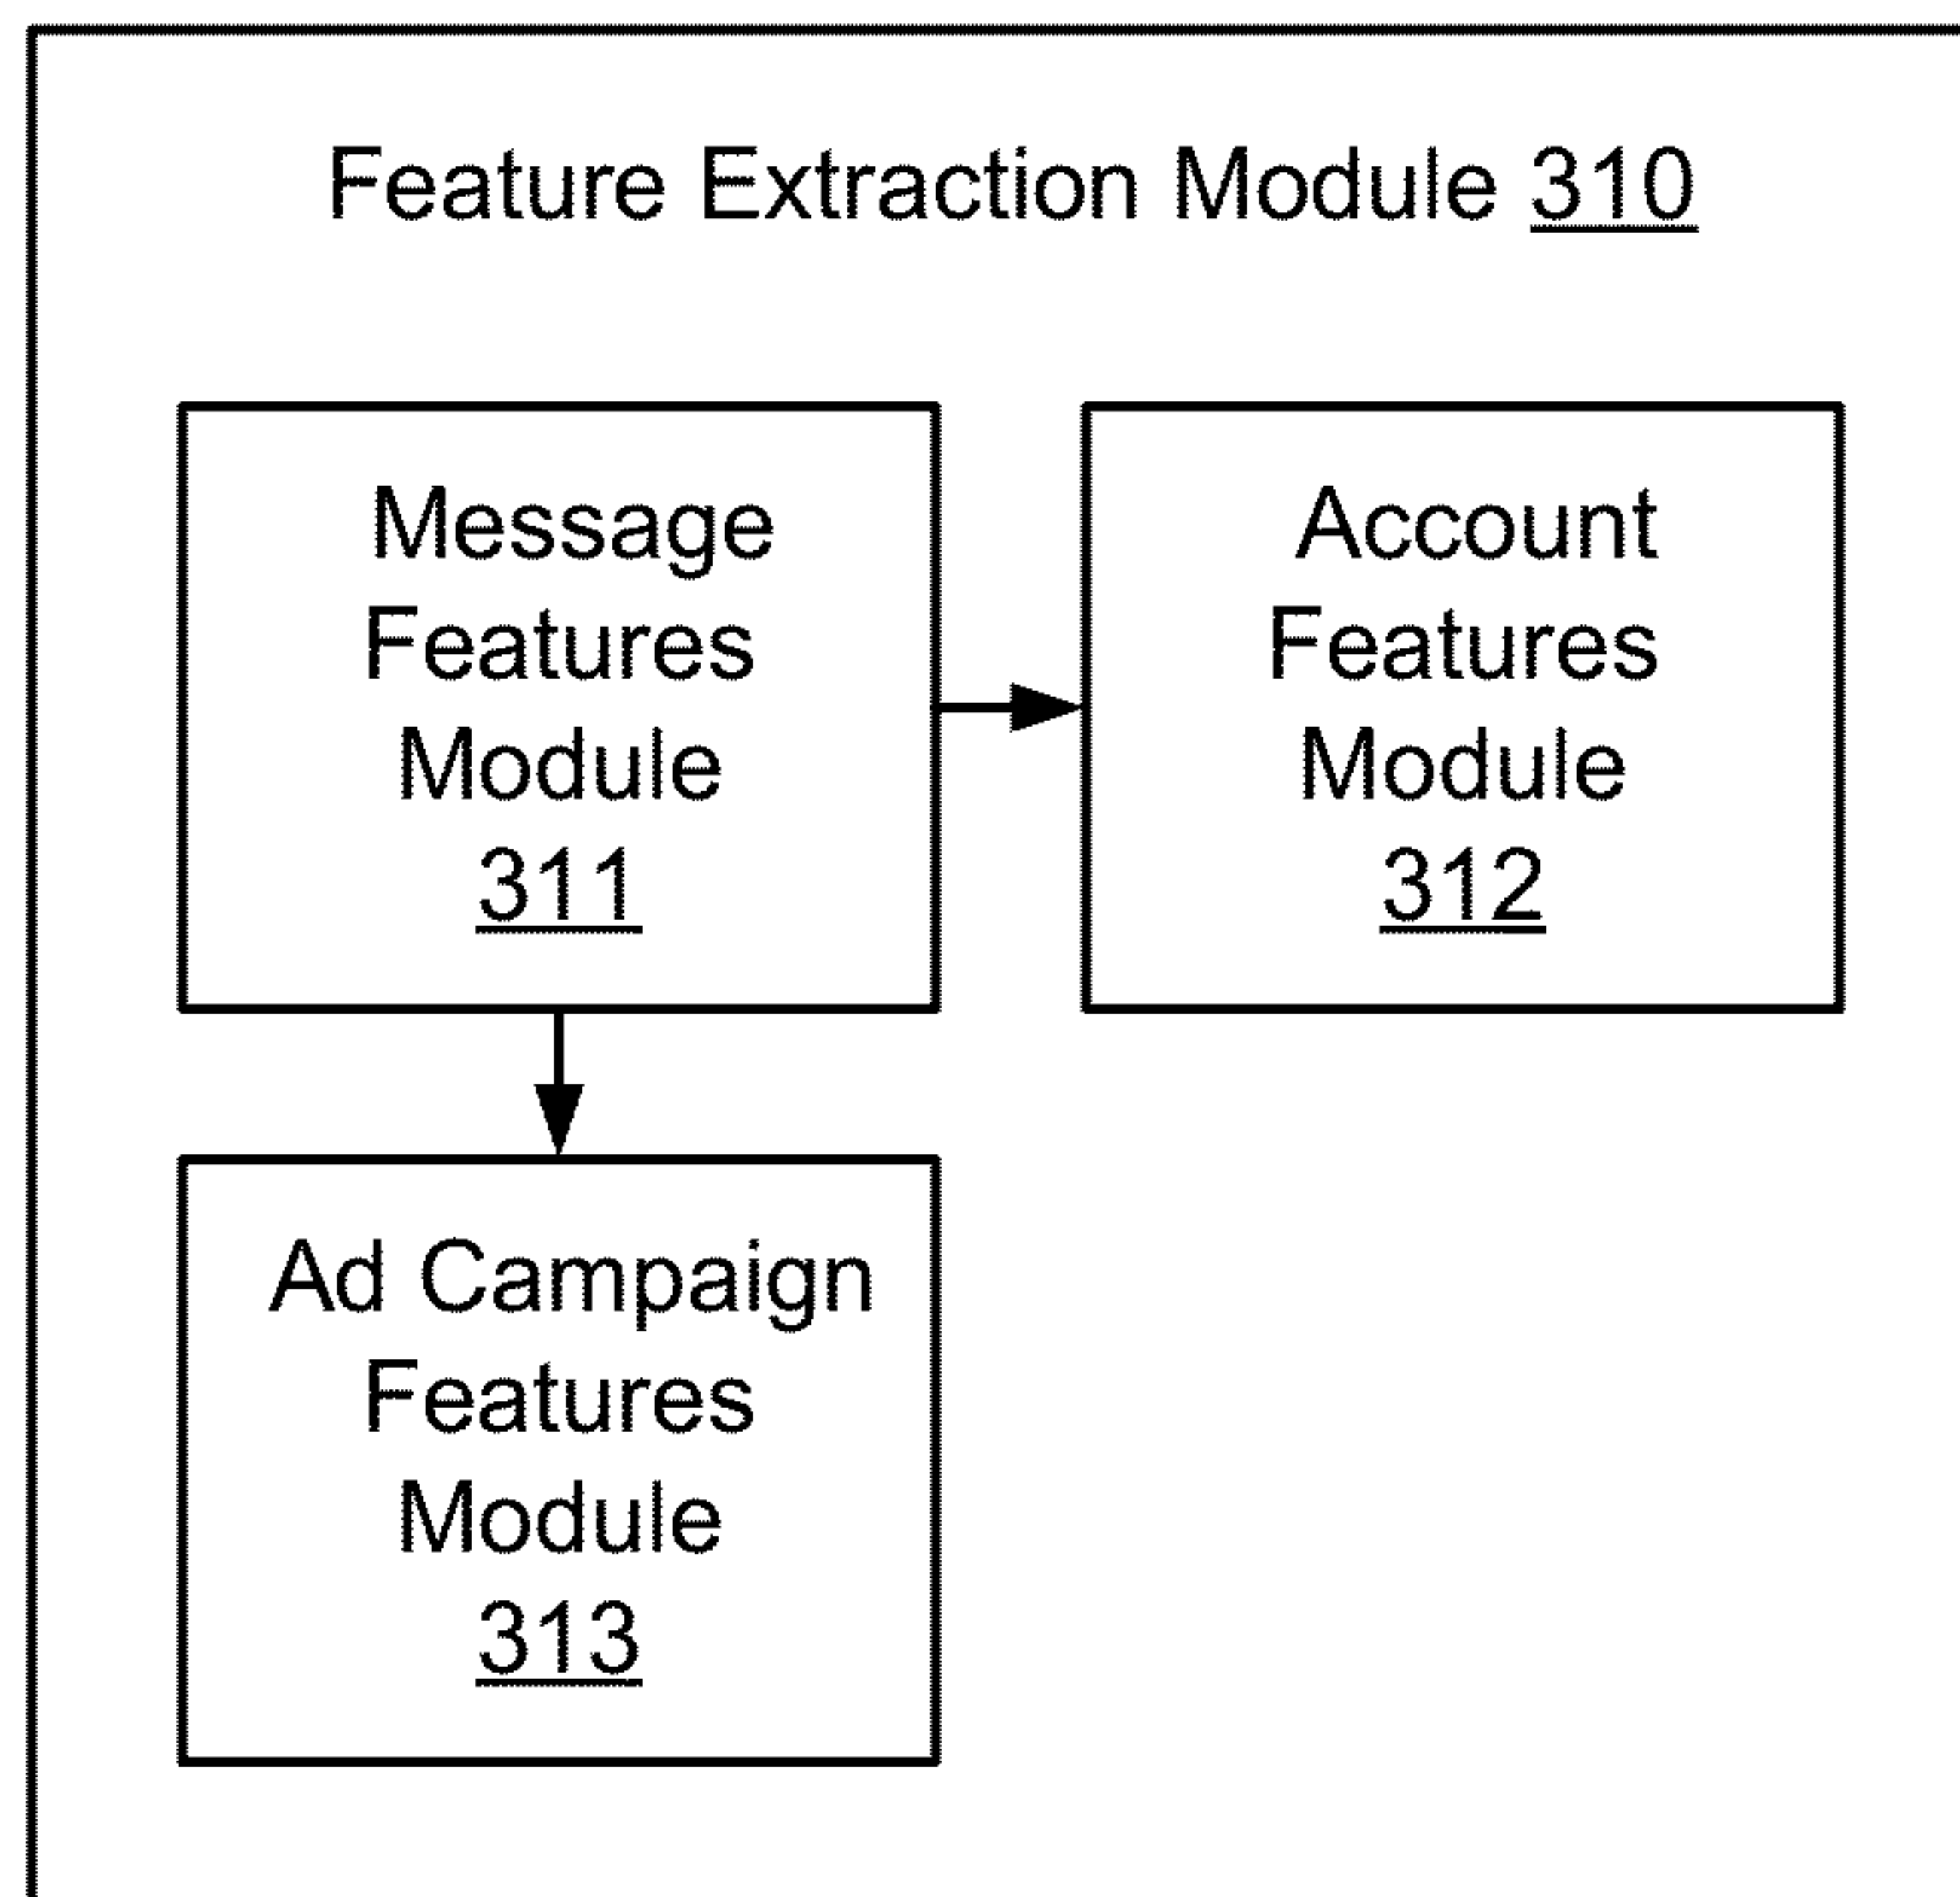 Feature Extraction Module 310
Message
Features
Module
311
Account
Features
Module
312
Ad Campaign
Features
Module
313